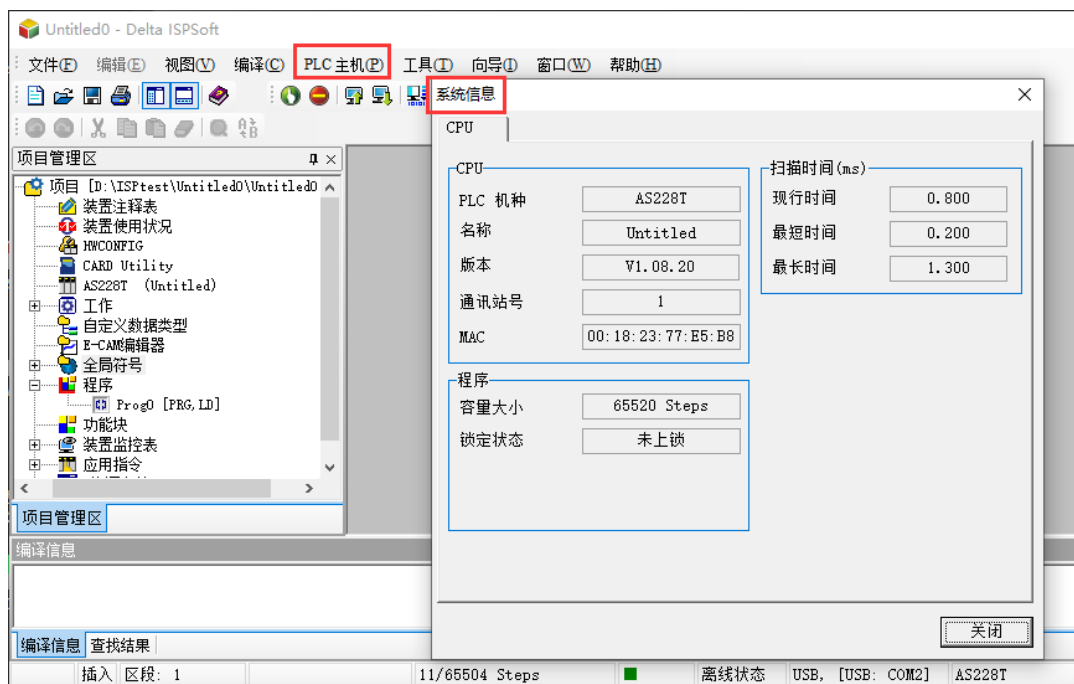 Untitled0 - Delta ISPSoft
文件(F) 编辑(E) 视图(V) 编译(C) PLC 主机(P) 工具(T) 向导(I) 窗口(W) 帮助(H)
系统信息
CPU
项目管理区
项目 [D:\ISPtest\Untitled0\Untitled0
装置注释表
装置使用状况
HWCONFIG
CARD Utility
AS228T (Untitled)
工作
自定义数据类型
E-CAM编辑器
全局符号
程序
Prog0 [PRG,LD]
功能块
装置监控表
应用指令
项目管理区
CPU
PLC 机种 AS228T
名称 Untitled
版本 V1.08.20
通讯站号 1
MAC 00:18:23:77:E5:B8
扫描时间(ms)
现行时间 0.800
最短时间 0.200
最长时间 1.300
程序
容量大小 65520 Steps
锁定状态 未上锁
关闭
编译信息
编译信息 查找结果
插入 区段: 1 11/65504 Steps 离线状态 USB, [USB: COM2] AS228T